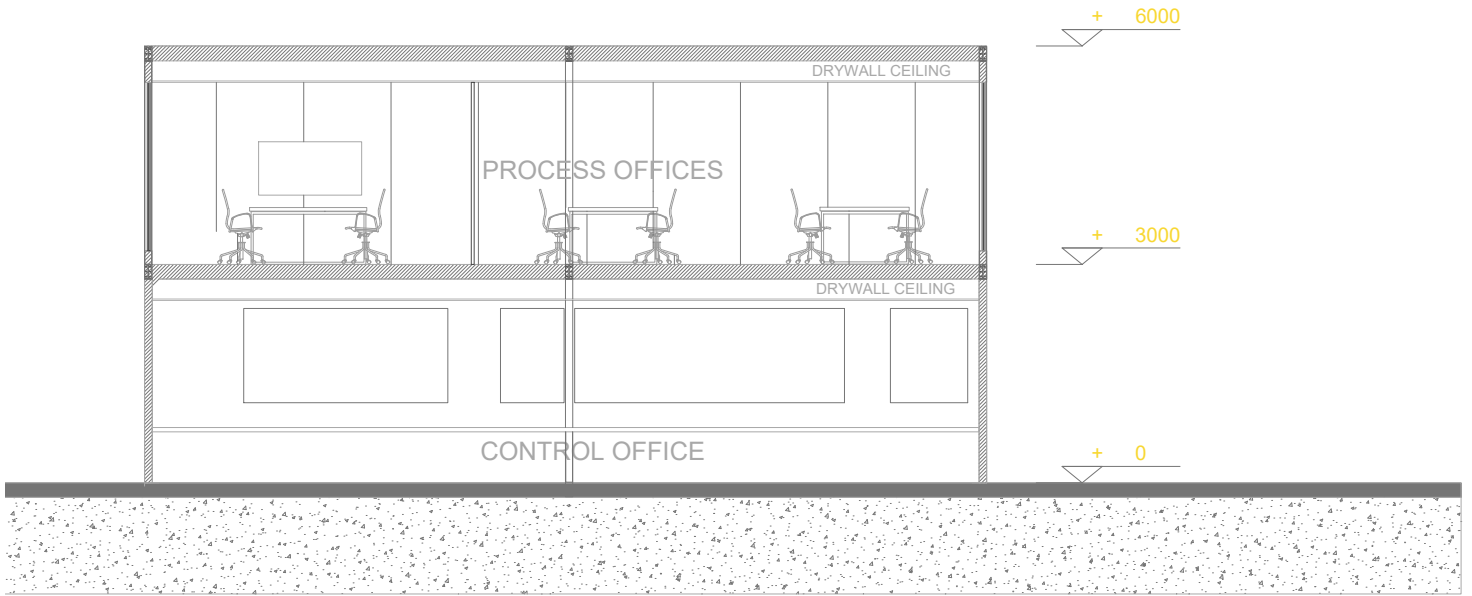 + 6000
DRYWALL CEILING
PROCESS OFFICES
+ 3000
DRYWALL CEILING
CONTROL OFFICE
+ 0